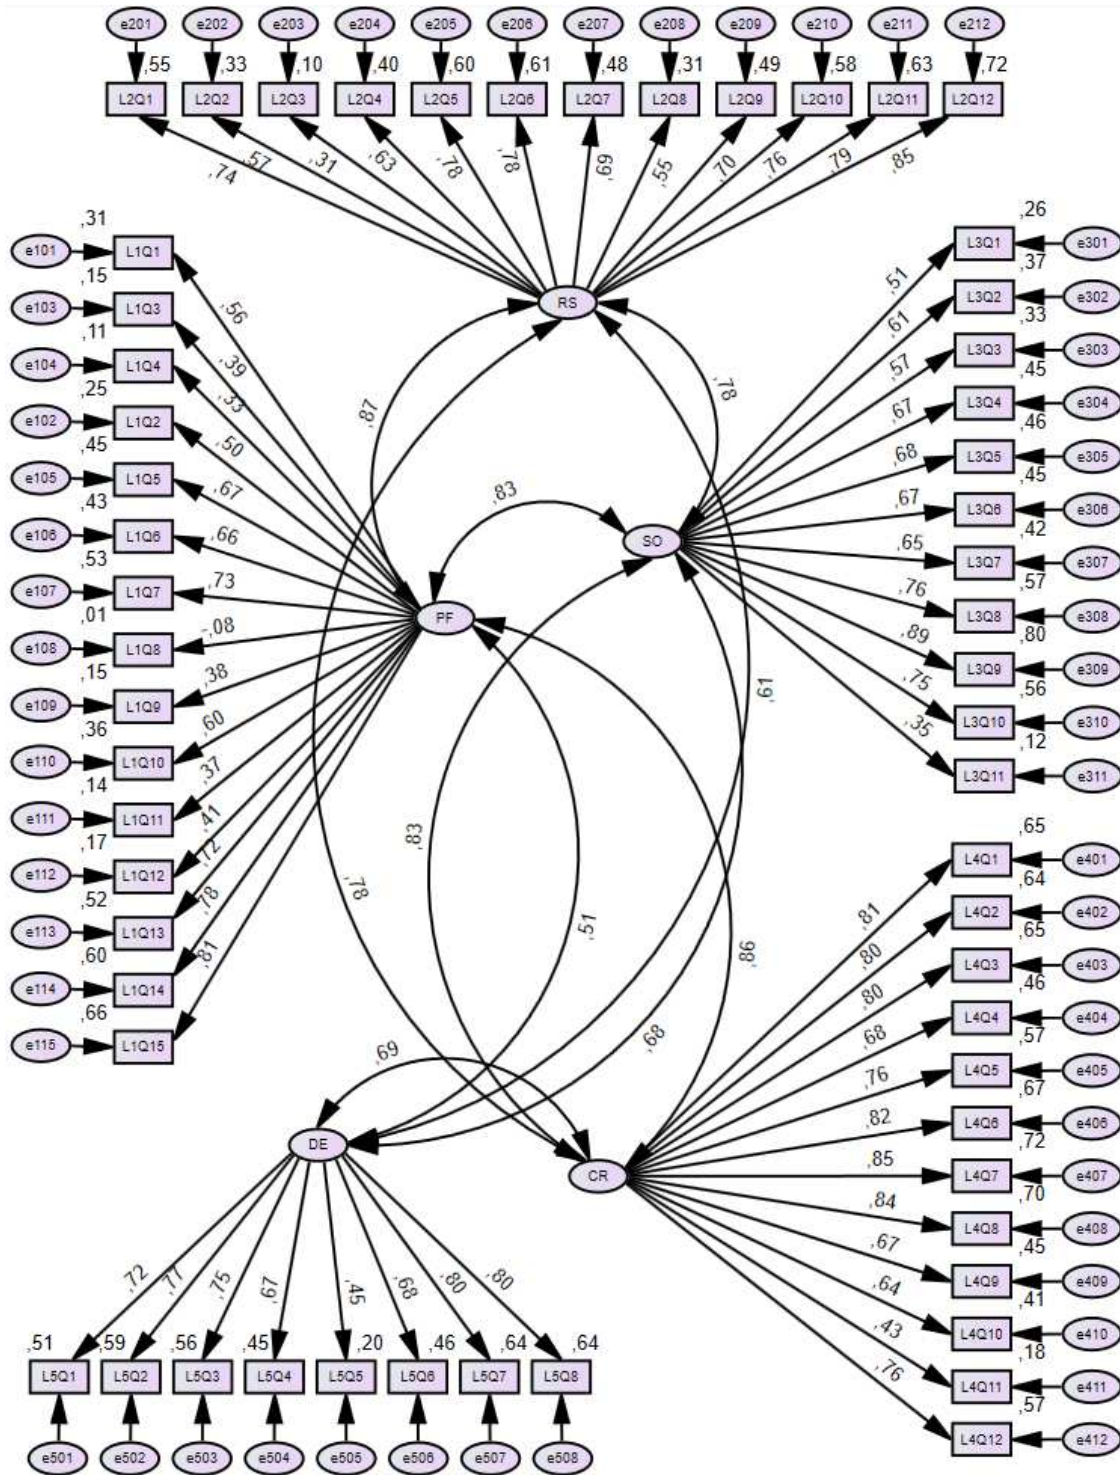 e201 e202 e203 e204 e205 e206 e207 e208 e209 e210 e211 e212
,55 ,33 ,10 ,40 ,60 ,61 ,48 ,31 ,49 ,58 ,63 ,72
L2Q1 L2Q2 L2Q3 L2Q4 L2Q5 L2Q6 L2Q7 L2Q8 L2Q9 L2Q10 L2Q11 L2Q12
,74 ,57 ,31 ,63 ,78 ,78 ,69 ,55 ,70 ,76 ,79 ,85
RS
,31
e101 L1Q1 ,56
,15
e103 L1Q3 ,39
,11
e104 L1Q4 ,33
,25
e102 L1Q2 ,50
,45
e105 L1Q5 ,67
,43
e106 L1Q6 ,66
,53
e107 L1Q7 ,73
,01
e108 L1Q8 -,08
,15
e109 L1Q9 ,38
,36
e110 L1Q10 ,60
,14
e111 L1Q11 ,37
,17
e112 L1Q12 ,41
,52
e113 L1Q13 ,72
,60
e114 L1Q14 ,78
,66
e115 L1Q15 ,81
PF
,87
,78
,83
SO
,61
,83
,78
,51
,86
,68
,69
,26
,51 L3Q1 e301
,37
,61 L3Q2 e302
,33
,57 L3Q3 e303
,45
,67 L3Q4 e304
,46
,68 L3Q5 e305
,45
,67 L3Q6 e306
,42
,65 L3Q7 e307
,57
,76 L3Q8 e308
,80
,89 L3Q9 e309
,56
,75 L3Q10 e310
,12
,35 L3Q11 e311
,65
,81 L4Q1 e401
,64
,80 L4Q2 e402
,65
,80 L4Q3 e403
,46
,68 L4Q4 e404
,57
,76 L4Q5 e405
,67
,82 L4Q6 e406
,72
,85 L4Q7 e407
,70
,84 L4Q8 e408
,45
,67 L4Q9 e409
,41
,64 L4Q10 e410
,18
,43 L4Q11 e411
,57
,76 L4Q12 e412
DE CR
,72 ,77 ,75 ,67 ,45 ,68 ,80 ,80
,51 ,59 ,56 ,45 ,20 ,46 ,64 ,64
L5Q1 L5Q2 L5Q3 L5Q4 L5Q5 L5Q6 L5Q7 L5Q8
e501 e502 e503 e504 e505 e506 e507 e508